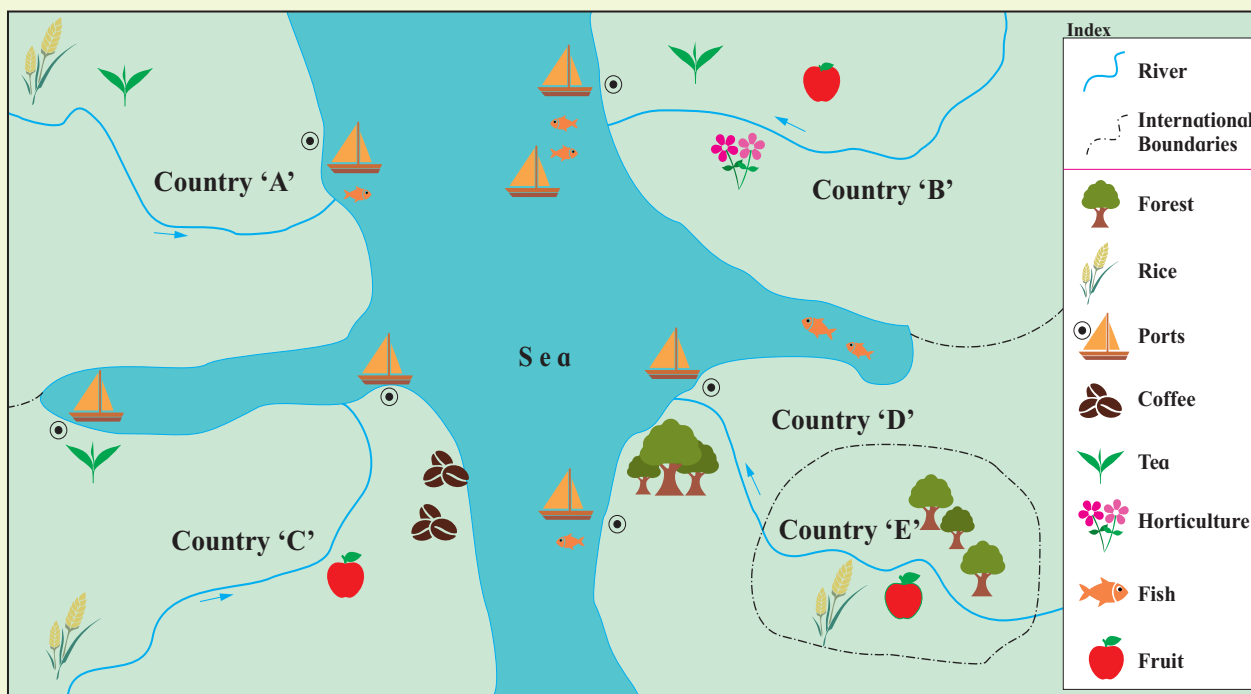 Index
River
International
Boundaries
Forest
Rice
Ports
Coffee
Tea
Horticulture
Fish
Fruit
Country ‘A’
Country ‘B’
Sea
Country ‘D’
Country ‘C’
Country ‘E’